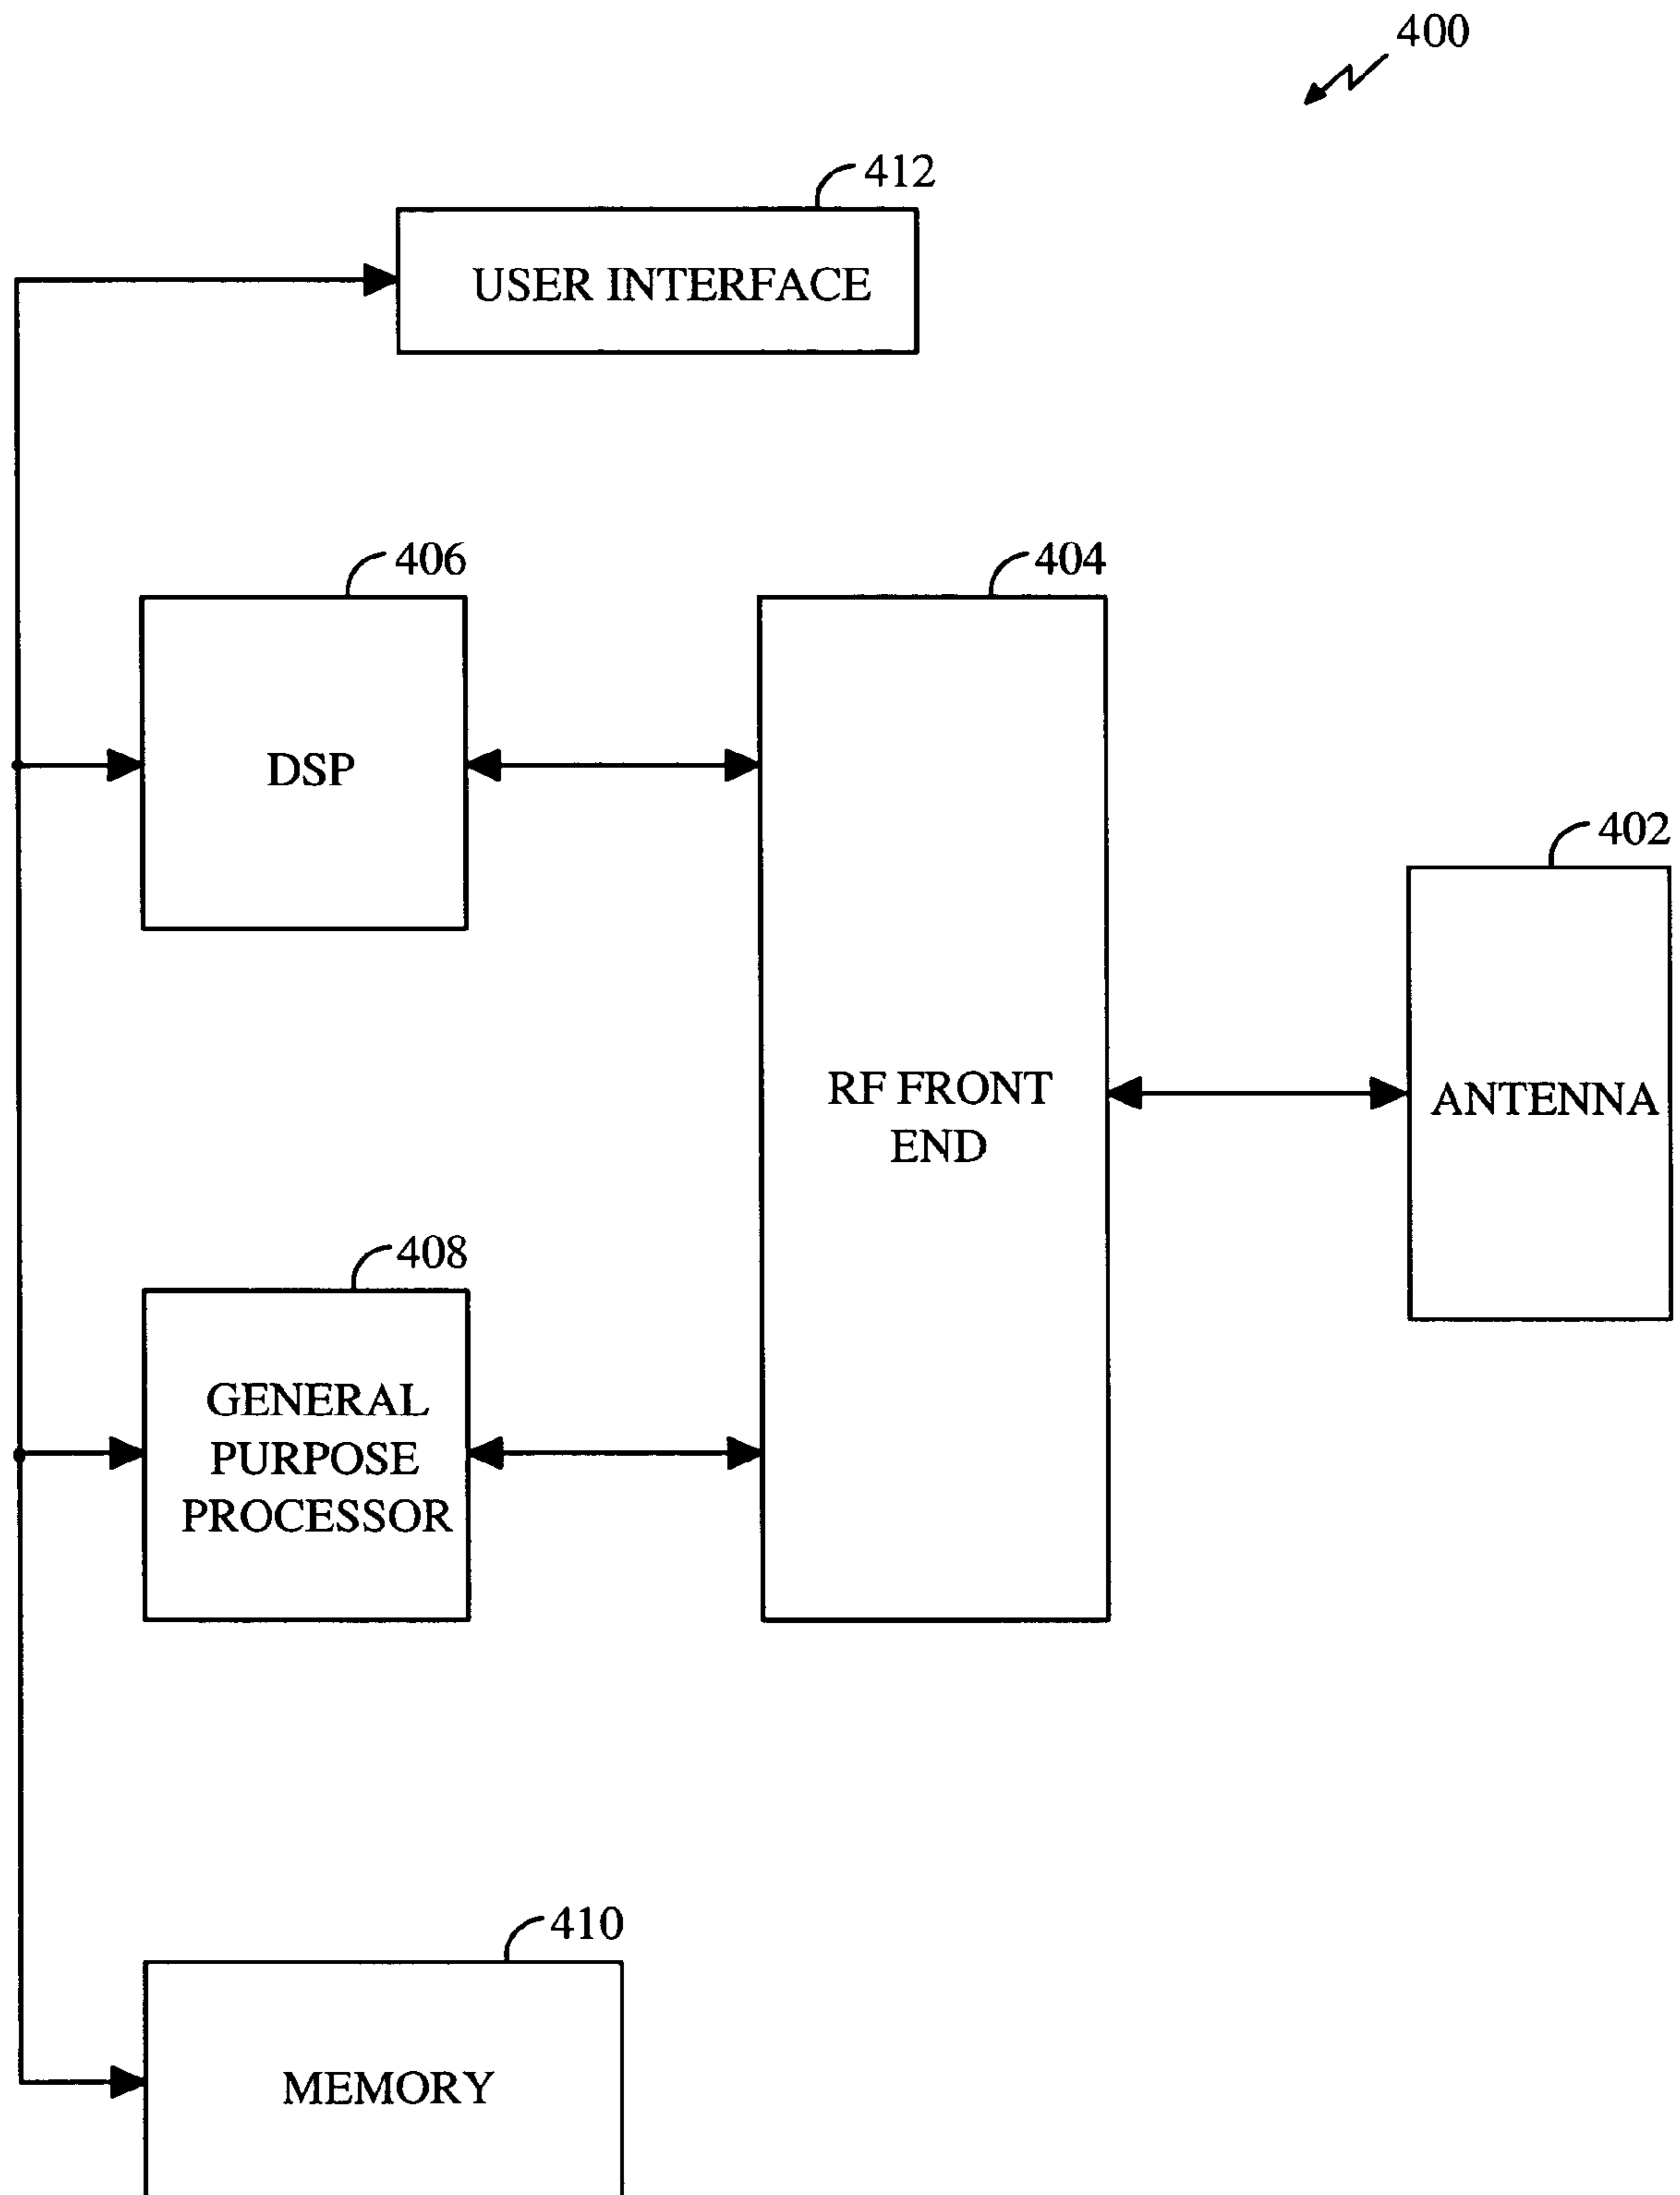 400
412
USER INTERFACE
406
404
DSP
402
RF FRONT
END
ANTENNA
408
GENERAL
PURPOSE
PROCESSOR
410
MEMORY